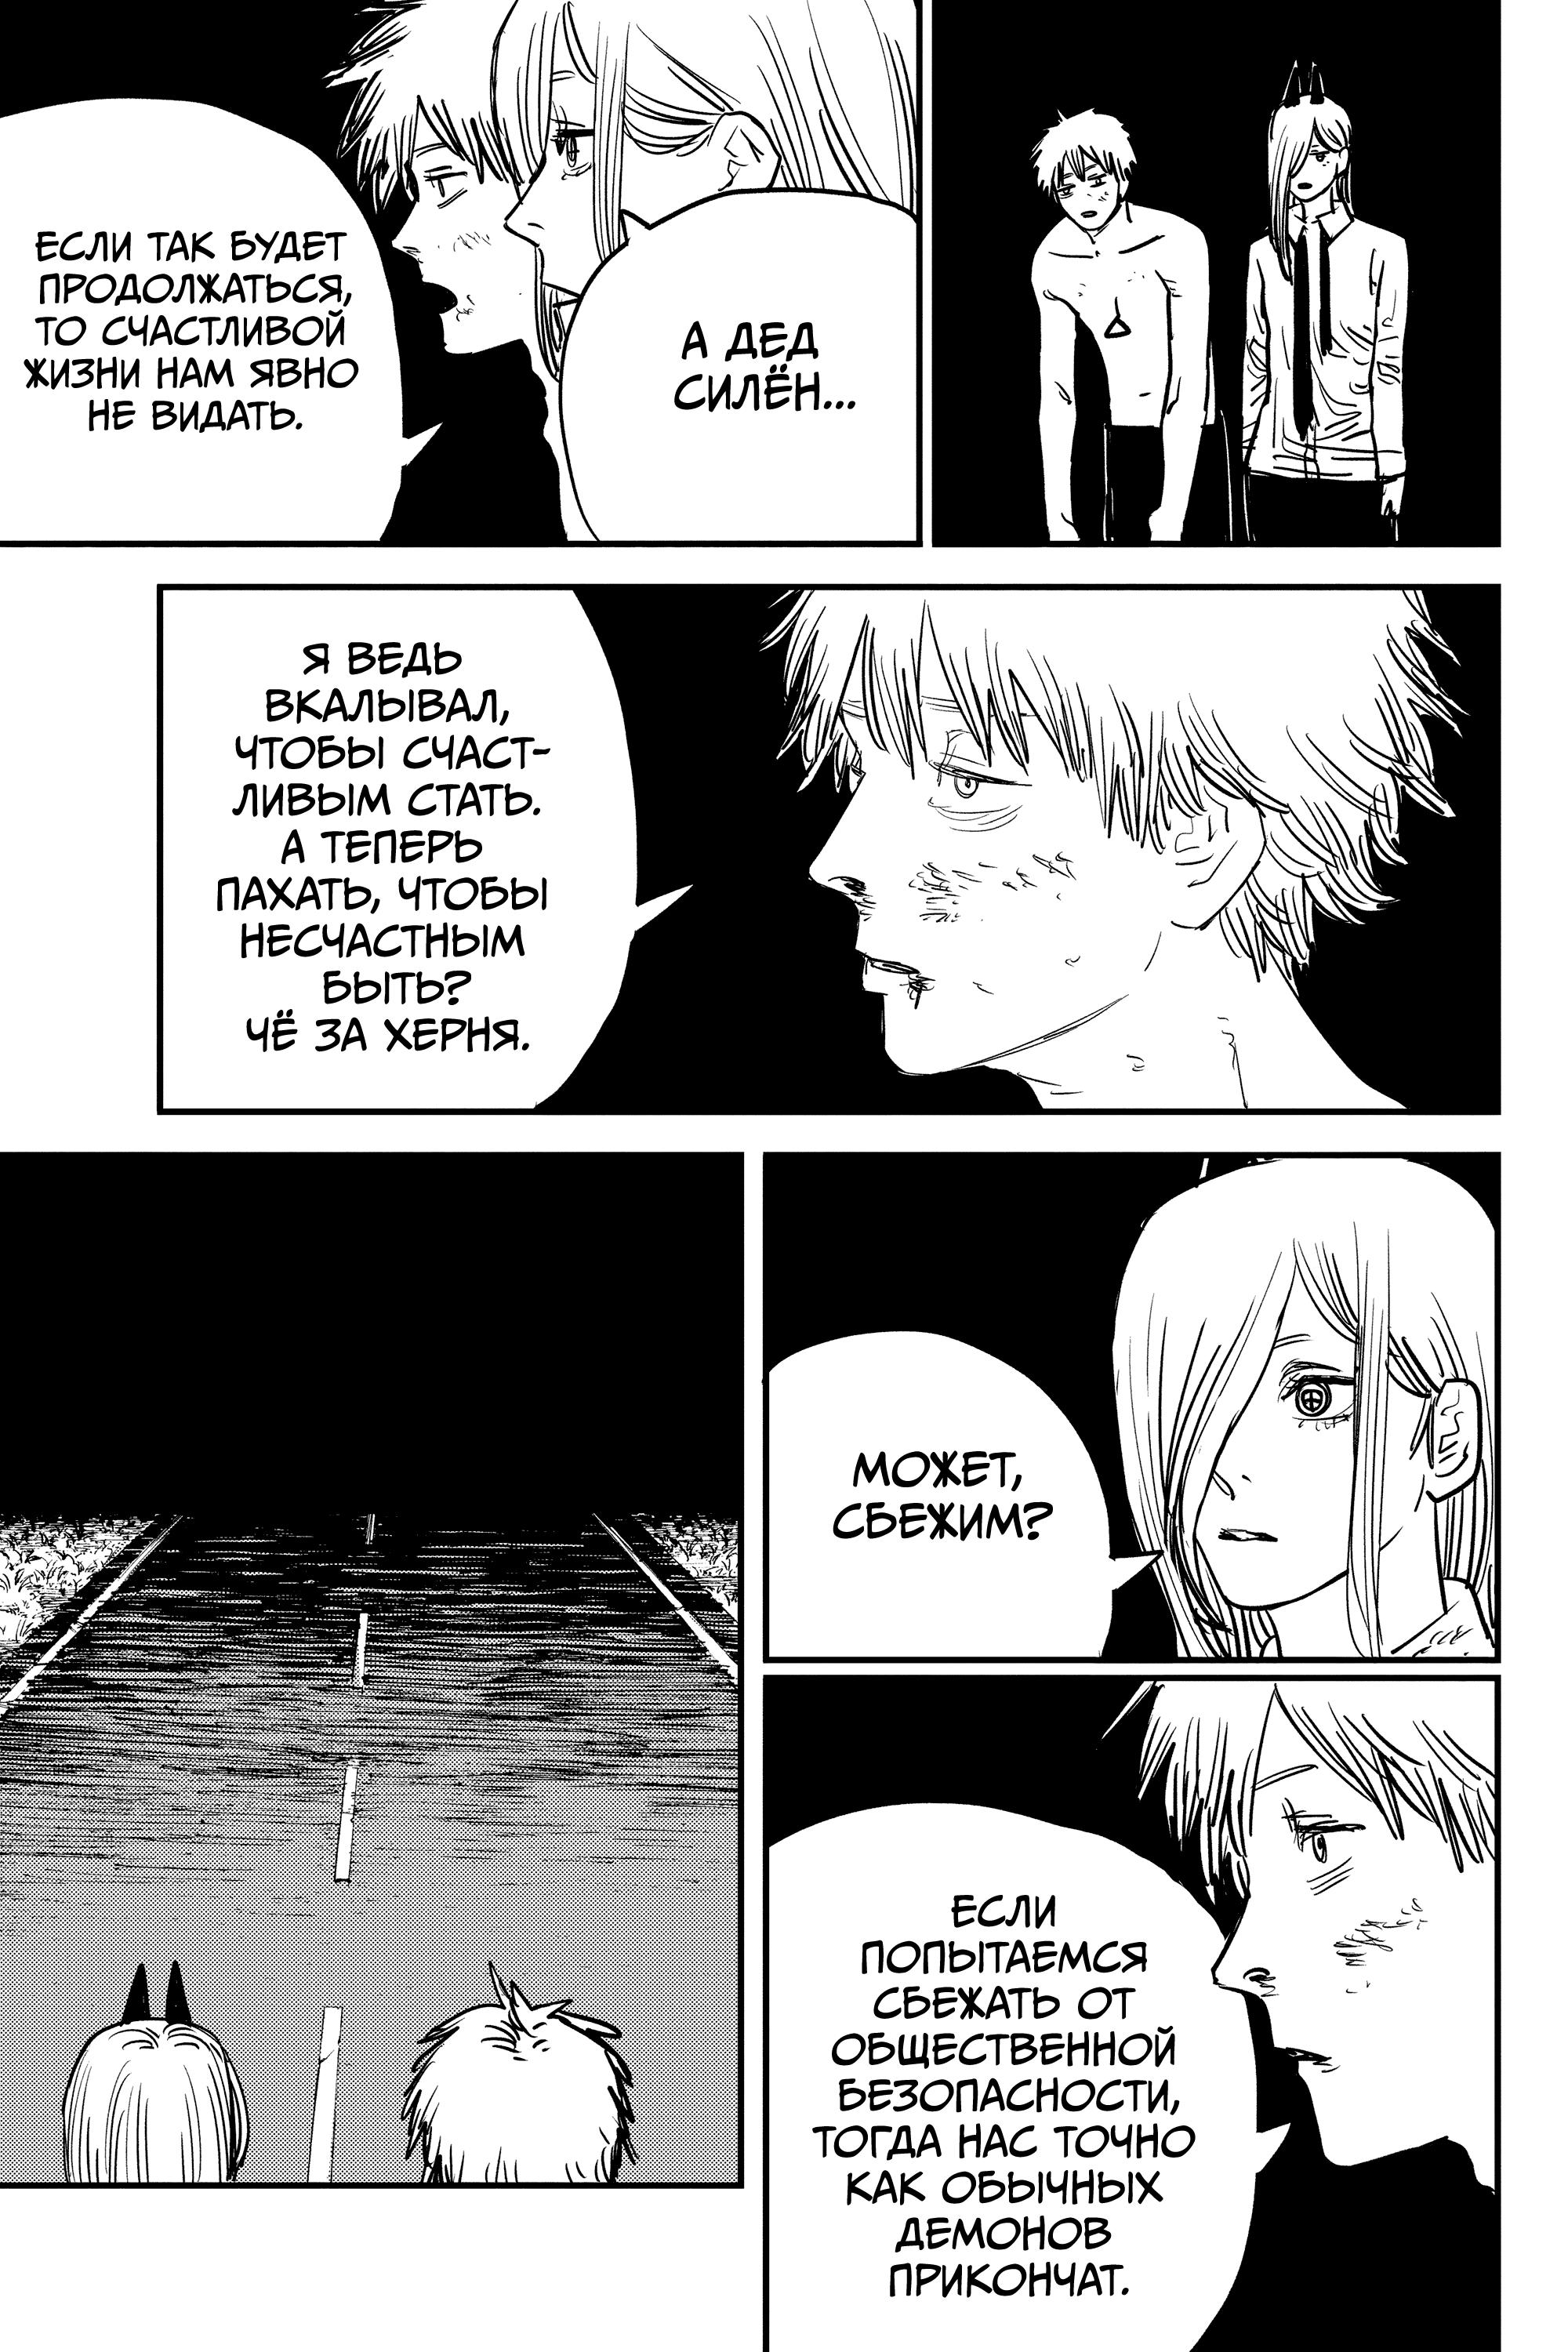 А ДЕД
СИЛЁН...
ЕСЛИ ТАК БУДЕТ
ПРОДОЛЖАТЬСЯ,
ТО СЧАСТЛИВОЙ
ЖИЗНИ НАМ ЯВНО
НЕ ВИДАТЬ.
Я ВЕДЬ
ВКАЛЫВАЛ,
ЧТОБЫ СЧАСТ-
ЛИВЫМ СТАТЬ.
А ТЕПЕРЬ
ПАХАТЬ, ЧТОБЫ
НЕСЧАСТНЫМ
БЫТЬ?
ЧЁ ЗА ХЕРНЯ.
МОЖЕТ,
СБЕЖИМ?
ЕСЛИ
ПОПЫТАЕМСЯ
СБЕЖАТЬ ОТ
ОБЩЕСТВЕННОЙ
БЕЗОПАСНОСТИ,
ТОГДА НАС ТОЧНО
КАК ОБЫЧНЫХ
ДЕМОНОВ
ПРИКОНЧАТ.